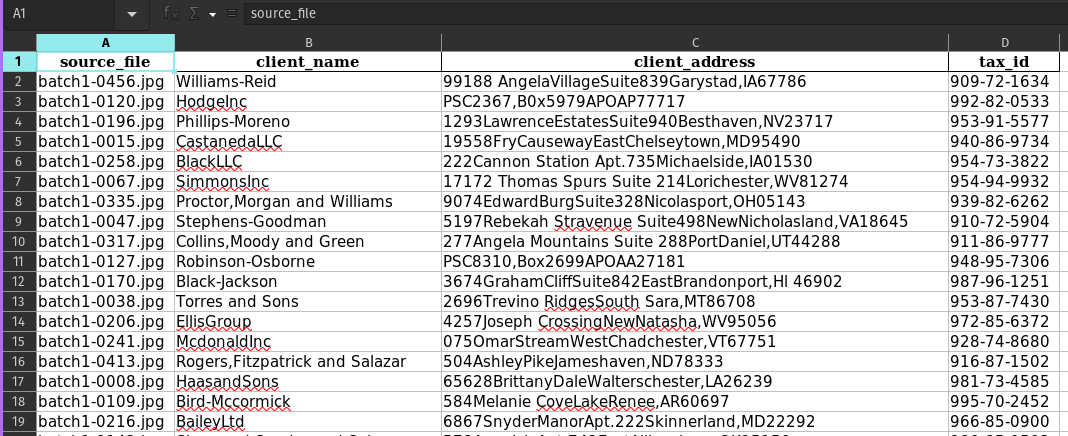 A1 fx Σ = source_file
A B C D
1 source_file client_name client_address tax_id
2 batch1-0456.jpg Williams-Reid 99188 AngelaVillageSuite839Garystad,IA67786 909-72-1634
3 batch1-0120.jpg HodgeInc PSC2367,B0x5979APOAP77717 992-82-0533
4 batch1-0196.jpg Phillips-Moreno 1293LawrenceEstatesSuite940Besthaven,NV23717 953-91-5577
5 batch1-0015.jpg CastanedaLLC 19558FryCausewayEastChelseytown,MD95490 940-86-9734
6 batch1-0258.jpg BlackLLC 222Cannon Station Apt.735Michaelside,IA01530 954-73-3822
7 batch1-0067.jpg SimmonsInc 17172 Thomas Spurs Suite 214Lorichester,WV81274 954-94-9932
8 batch1-0335.jpg Proctor,Morgan and Williams 9074EdwardBurgSuite328Nicolasport,OH05143 939-82-6262
9 batch1-0047.jpg Stephens-Goodman 5197Rebekah Stravenue Suite498NewNicholasland,VA18645 910-72-5904
10 batch1-0317.jpg Collins,Moody and Green 277Angela Mountains Suite 288PortDaniel,UT44288 911-86-9777
11 batch1-0127.jpg Robinson-Osborne PSC8310,Box2699APOAA27181 948-95-7306
12 batch1-0170.jpg Black-Jackson 3674GrahamCliffSuite842EastBrandonport,HI 46902 987-96-1251
13 batch1-0038.jpg Torres and Sons 2696Trevino RidgesSouth Sara,MT86708 953-87-7430
14 batch1-0206.jpg EllisGroup 4257Joseph CrossingNewNatasha,WV95056 972-85-6372
15 batch1-0241.jpg McdonaldInc 075OmarStreamWestChadchester,VT67751 928-74-8680
16 batch1-0413.jpg Rogers,Fitzpatrick and Salazar 504AshleyPikeJameshaven,ND78333 916-87-1502
17 batch1-0008.jpg HaasandSons 65628BrittanyDaleWalterschester,LA26239 981-73-4585
18 batch1-0109.jpg Bird-Mccormick 584Melanie CoveLakeRenee,AR60697 995-70-2452
19 batch1-0216.jpg BaileyLtd 6867SnyderManorApt.222Skinnerland,MD22292 966-85-0900